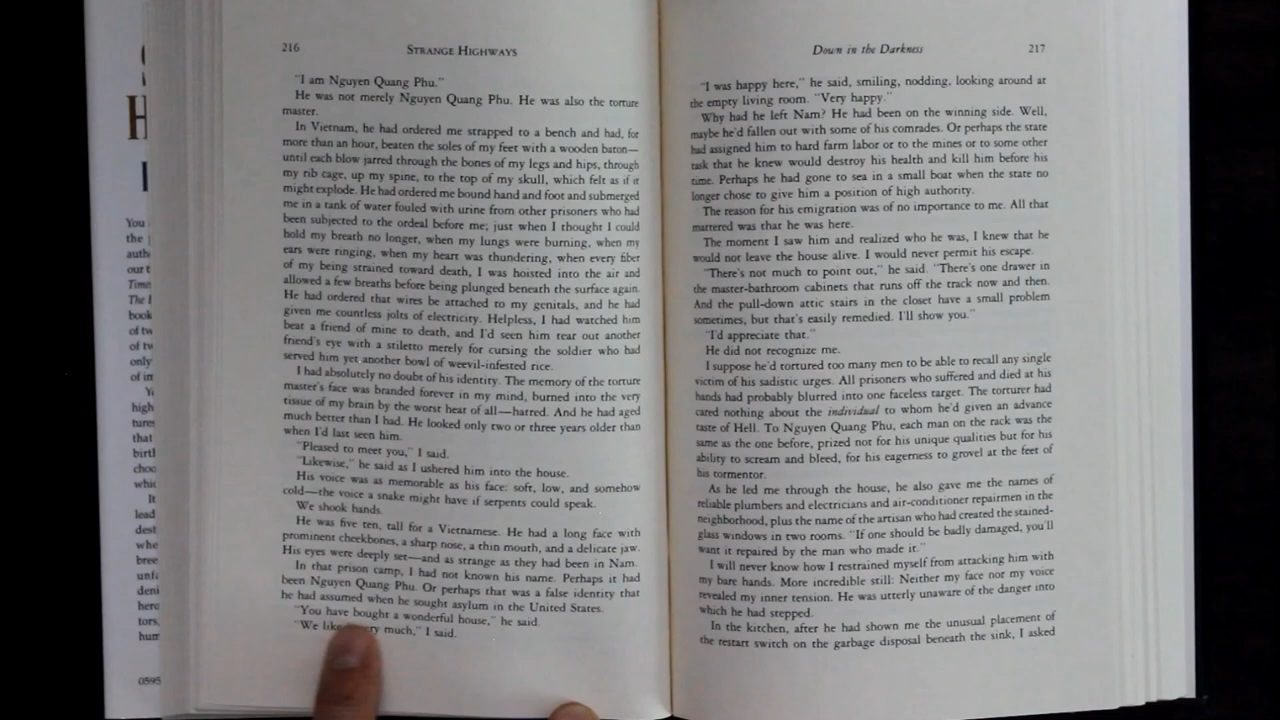 216
STRANGE HIGHWAYS
"I am Nguyen Quang Phu."
He was not merely Nguyen Quang Phu. He was also the torture
master.
In Vietnam, he had ordered me strapped to a bench and had, for
more than an hour, beaten the soles of my feet with a wooden baton—
until each blow jarred through the bones of my legs and hips, through
my rib cage, up my spine, to the top of my skull, which felt as if it
might explode. He had ordered me bound hand and foot and submerged
me in a tank of water fouled with urine from other prisoners who had
been subjected to the ordeal before me; just when I thought I could
hold my breath no longer, when my lungs were burning, when my
ears were ringing, when my heart was thundering, when every fiber
of my being strained toward death, I was hoisted into the air and
allowed a few breaths before being plunged beneath the surface again.
He had ordered that wires be attached to my genitals, and he had
given me countless jolts of electricity. Helpless, I had watched him
beat a friend of mine to death, and I'd seen him tear out another
friend's eye with a stiletto merely for cursing the soldier who had
served him yet another bowl of weevil-infested rice.
I had absolutely no doubt of his identity. The memory of the torture
master's face was branded forever in my mind, burned into the very
tissue of my brain by the worst heat of all—hatred. And he had aged
much better than I had. He looked only two or three years older than
when I'd last seen him.
"Pleased to meet you," I said.
"Likewise," he said as I ushered him into the house.
His voice was as memorable as his face: soft, low, and somehow
cold—the voice a snake might have if serpents could speak.
We shook hands.
He was five ten, tall for a Vietnamese. He had a long face with
prominent cheekbones, a sharp nose, a thin mouth, and a delicate jaw.
His eyes were deeply set—and as strange as they had been in Nam.
In that prison camp, I had not known his name. Perhaps it had
been Nguyen Quang Phu. Or perhaps that was a false identity that
he had assumed when he sought asylum in the United States.
"You have bought a wonderful house," he said.
"We much," I said.
Down in the Darkness
217
"I was happy here," he said, smiling, nodding, looking around at
the empty living room. "Very happy."
Why had he left Nam? He had been on the winning side. Well,
maybe he'd fallen out with some of his comrades. Or perhaps the state
had assigned him to hard farm labor or to the mines or to some other
task that he knew would destroy his health and kill him before his
time. Perhaps he had gone to sea in a small boat when the state no
longer chose to give him a position of high authority.
The reason for his emigration was of no importance to me. All that
mattered was that he was here.
The moment I saw him and realized who he was, I knew that he
would not leave the house alive. I would never permit his escape.
"There's not much to point out," he said. "There's one drawer in
the master-bathroom cabinets that runs off the track now and then.
And the pull-down attic stairs in the closet have a small problem
sometimes, but that's easily remedied. I'll show you."
"I'd appreciate that."
He did not recognize me.
I suppose he'd tortured too many men to be able to recall any single
victim of his sadistic urges. All prisoners who suffered and died at his
hands had probably blurred into one faceless target. The torturer had
cared nothing about the individual to whom he'd given an advance
taste of Hell. To Nguyen Quang Phu, each man on the rack was the
same as the one before, prized not for his unique qualities but for his
ability to scream and bleed, for his eagerness to grovel at the feet of
his tormentor.
As he led me through the house, he also gave me the names of
reliable plumbers and electricians and air-conditioner repairmen in the
neighborhood, plus the name of the artisan who had created the stained-
glass windows in two rooms. "If one should be badly damaged, you'll
want it repaired by the man who made it."
I will never know how I restrained myself from attacking him with
my bare hands. More incredible still: Neither my face nor my voice
revealed my inner tension. He was utterly unaware of the danger into
which he had stepped.
In the kitchen, after he had shown me the unusual placement of
the restart switch on the garbage disposal beneath the sink, I asked
H
You
the
auth
our t
Time
The
book
of tw
of tw
only
of
high
that
It
lead
dest
0595